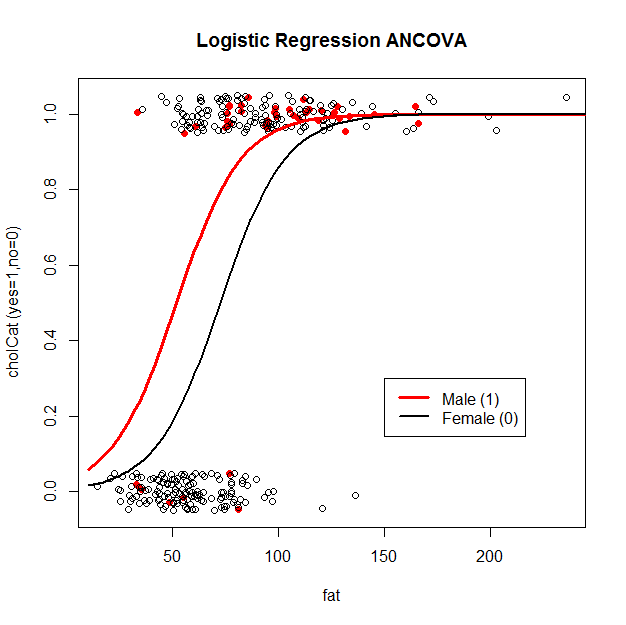 Logistic Regression ANCOVA
cholCat (yes=1,no=0)
1.0
0.8
0.6
0.4
0.2
0.0
Male (1)
Female (0)
50 100 150 200
fat